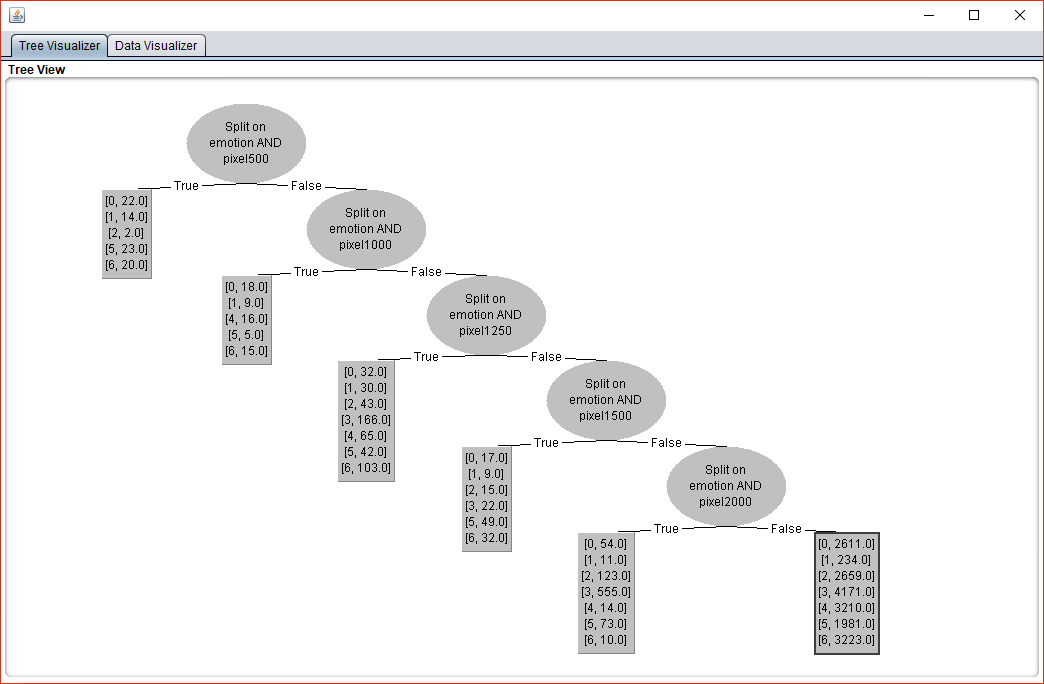 Tree Visualizer
Data Visualizer
Tree View
Split on
emotion AND
pixel500
True
False
[0, 22.0]
[1, 14.0]
[2, 2.0]
[5, 23.0]
[6, 20.0]
Split on
emotion AND
pixel1000
True
False
[0, 18.0]
[1, 9.0]
[4, 16.0]
[5, 5.0]
[6, 15.0]
Split on
emotion AND
pixel1250
True
False
[0, 32.0]
[1, 30.0]
[2, 43.0]
[3, 166.0]
[4, 65.0]
[5, 42.0]
[6, 103.0]
Split on
emotion AND
pixel1500
True
False
[0, 17.0]
[1, 9.0]
[2, 15.0]
[3, 22.0]
[5, 49.0]
[6, 32.0]
Split on
emotion AND
pixel2000
True
False
[0, 54.0]
[1, 11.0]
[2, 123.0]
[3, 555.0]
[4, 14.0]
[5, 73.0]
[6, 10.0]
[0, 2611.0]
[1, 234.0]
[2, 2659.0]
[3, 4171.0]
[4, 3210.0]
[5, 1981.0]
[6, 3223.0]